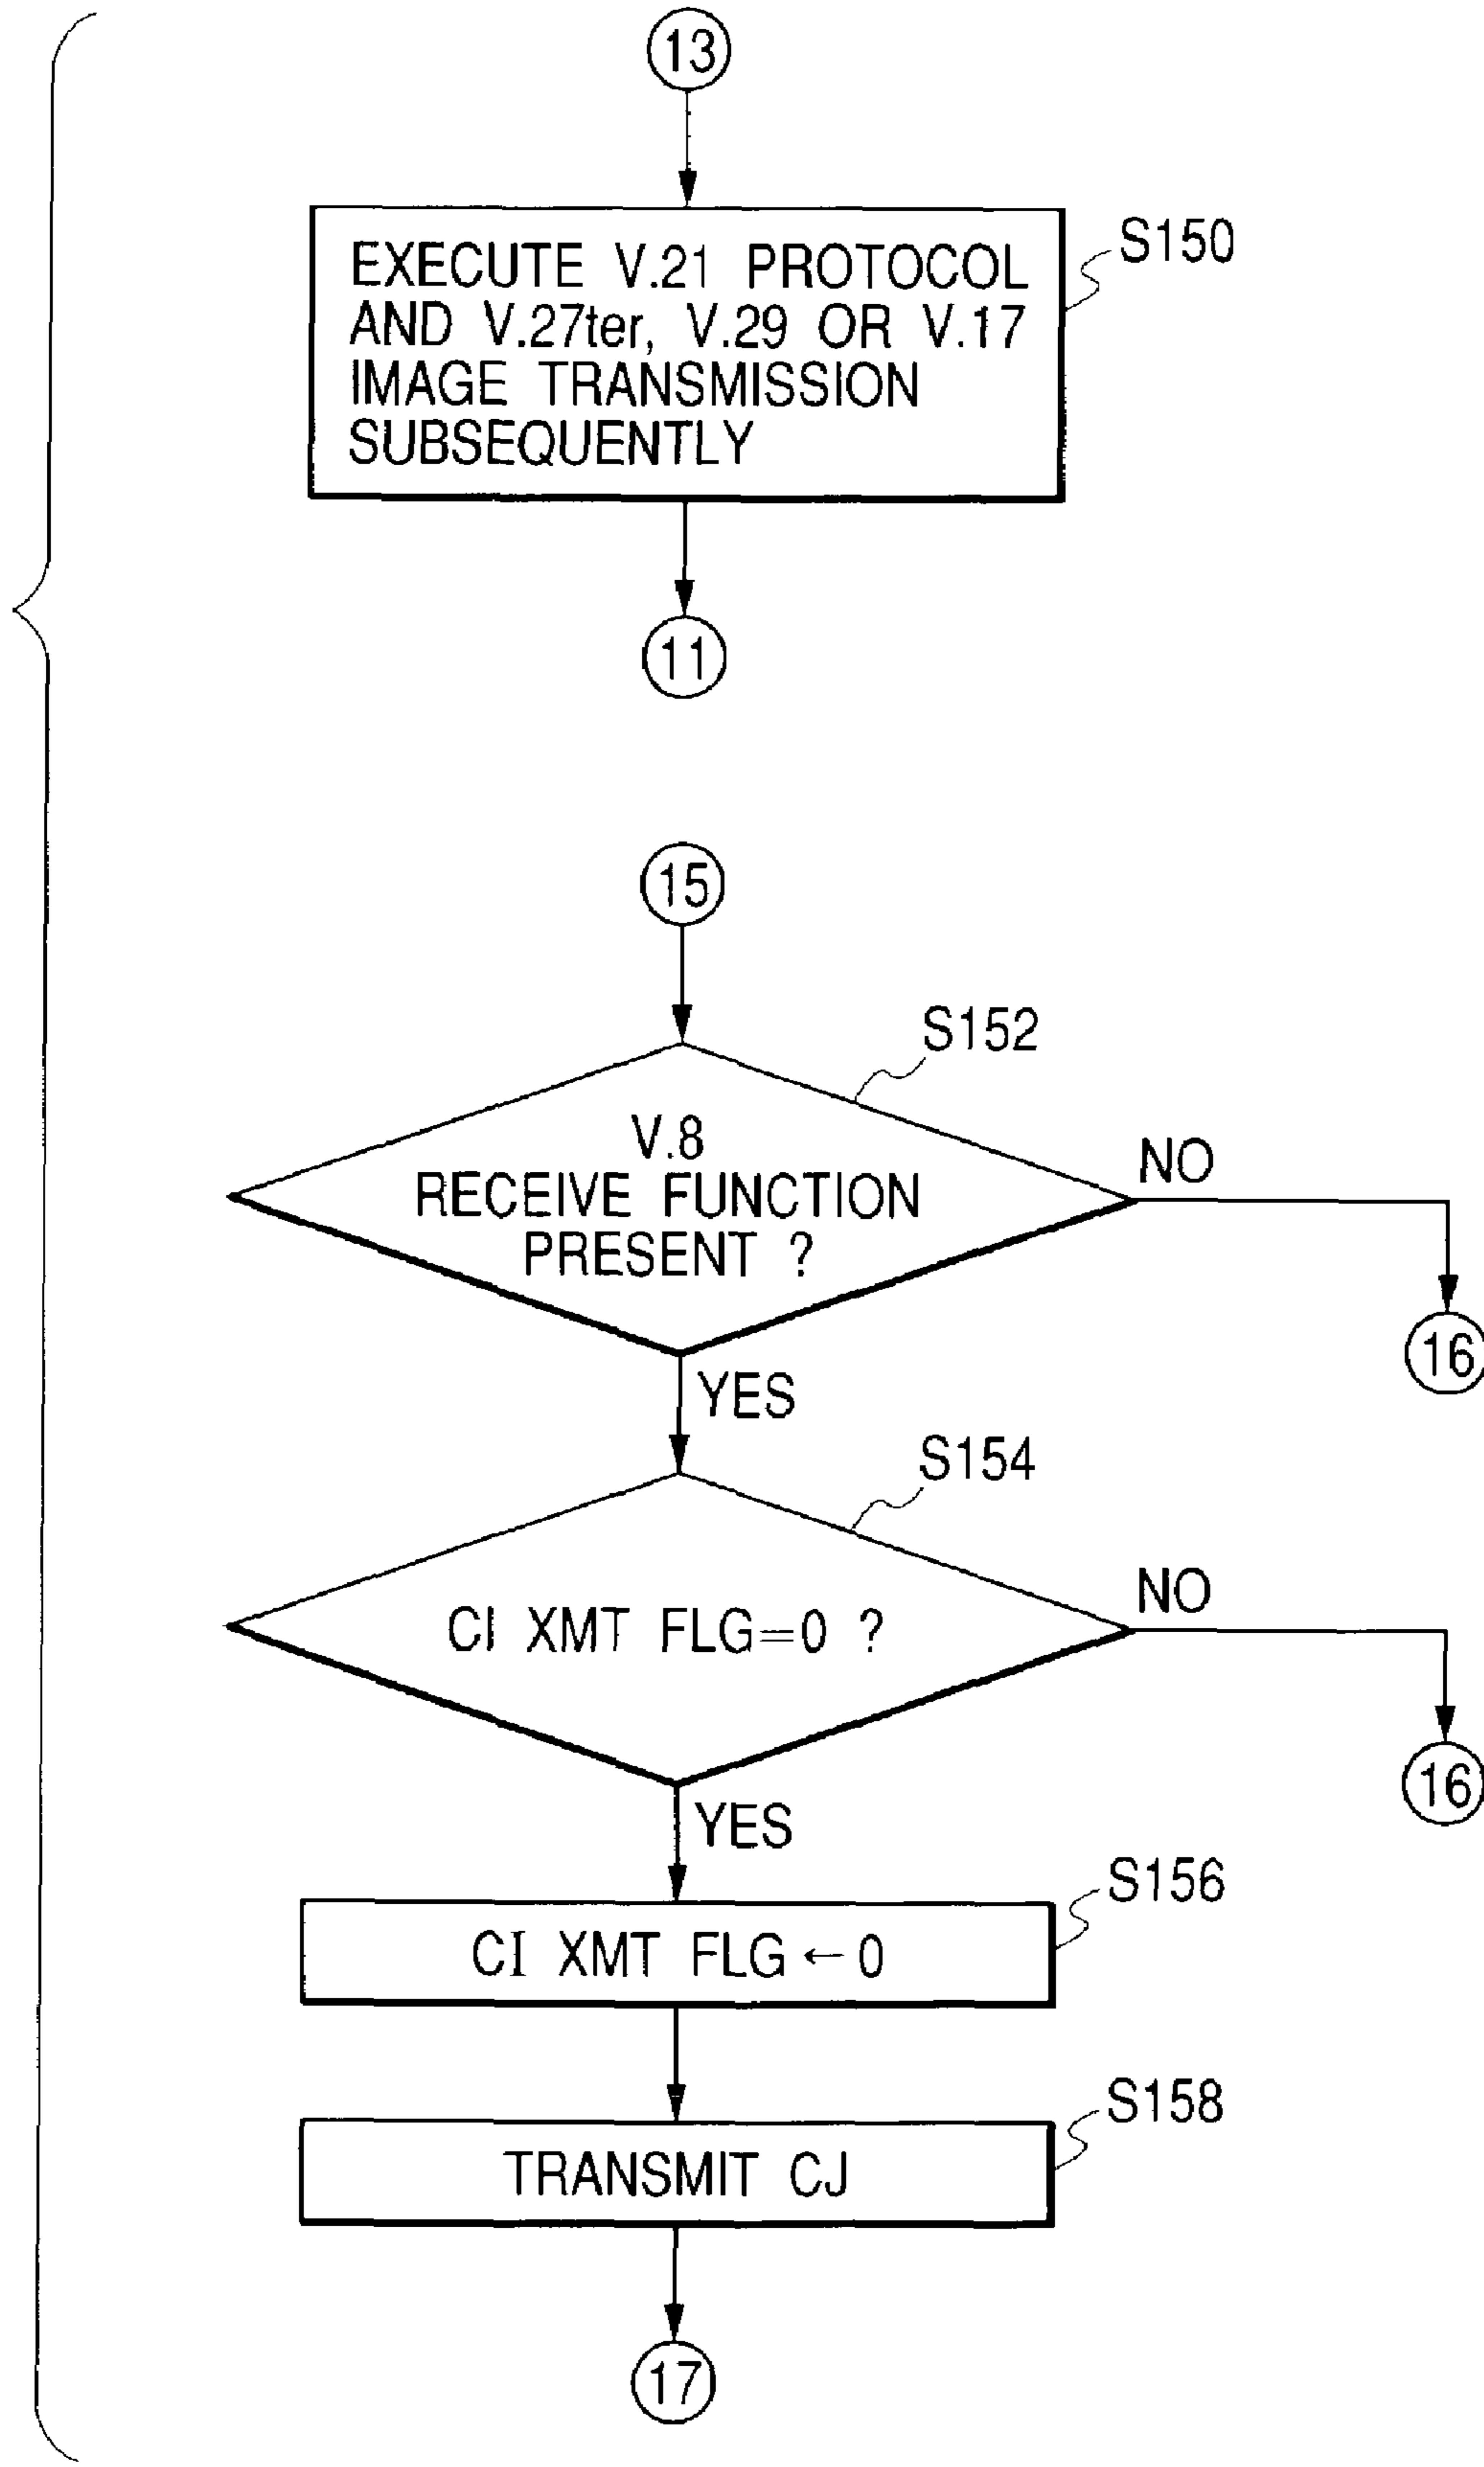 13
S150
EXECUTE V.21 PROTOCOL
AND V.27ter, V.29 OR V.17
IMAGE TRANSMISSION
SUBSEQUENTLY
11
15
S152
V.8
RECEIVE FUNCTION
PRESENT ?
NO
16
YES
S154
CI XMT FLG=0 ?
NO
16
YES
S156
CI XMT FLG ← 0
S158
TRANSMIT CJ
17